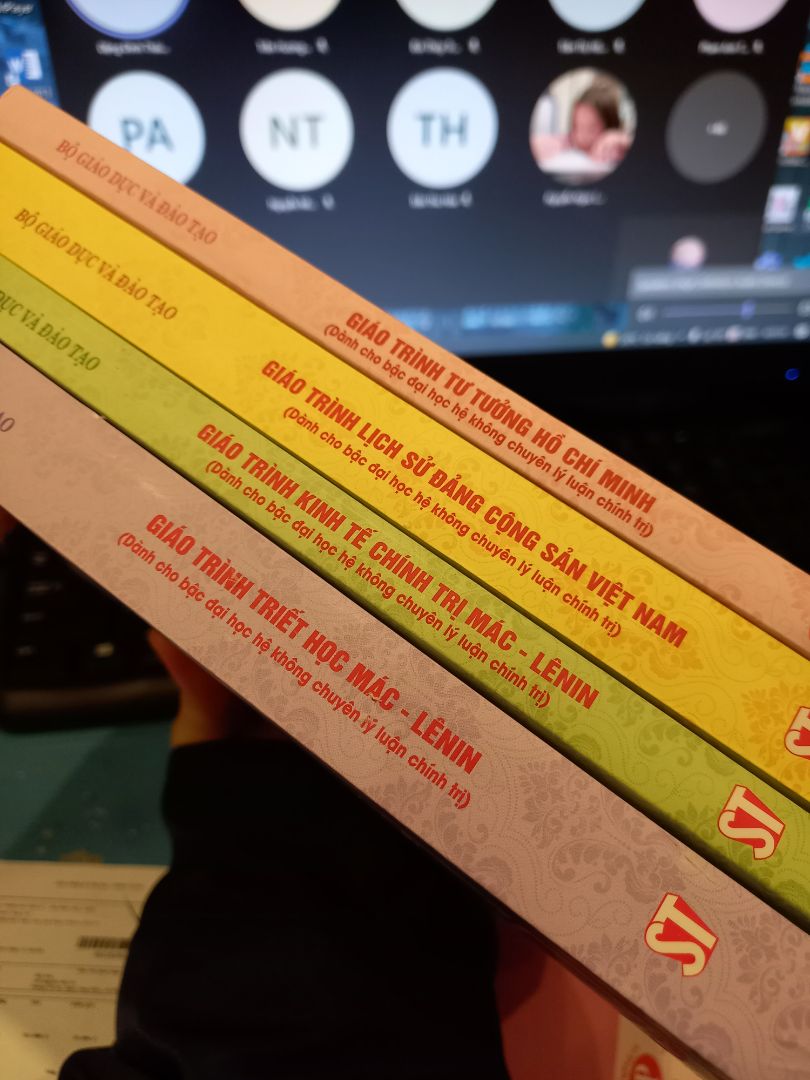 PA
NT
TH
BỘ GIÁO DỤC VÀ ĐÀO TẠO
GIÁO TRÌNH TƯ TƯỞNG HỒ CHÍ MINH
(Dành cho bậc đại học hệ không chuyên lý luận chính trị)
BỘ GIÁO DỤC VÀ ĐÀO TẠO
GIÁO TRÌNH LỊCH SỬ ĐẢNG CỘNG SẢN VIỆT NAM
(Dành cho bậc đại học hệ không chuyên lý luận chính trị)
DỤC VÀ ĐÀO TẠO
GIÁO TRÌNH KINH TẾ CHÍNH TRỊ MÁC - LÊNIN
(Dành cho bậc đại học hệ không chuyên lý luận chính trị)
ST
GIÁO TRÌNH TRIẾT HỌC MÁC - LÊNIN
(Dành cho bậc đại học hệ không chuyên lý luận chính trị)
ST